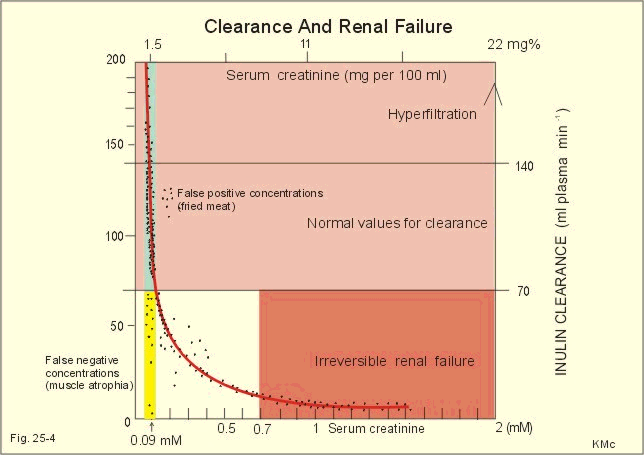 Clearance And Renal Failure
1.5 11 22 mg%
200
Serum creatinine (mg per 100 ml)
Hyperfiltration
150
140
False positive concentrations
(fried meat)
Normal values for clearance
100
70
50
INULIN CLEARANCE (ml plasma min⁻¹)
False negative
concentrations
(muscle atrophia)
Irreversible renal failure
0
0.09 mM 0.5 0.7 1 Serum creatinine 2 (mM)
Fig. 25-4
KMc